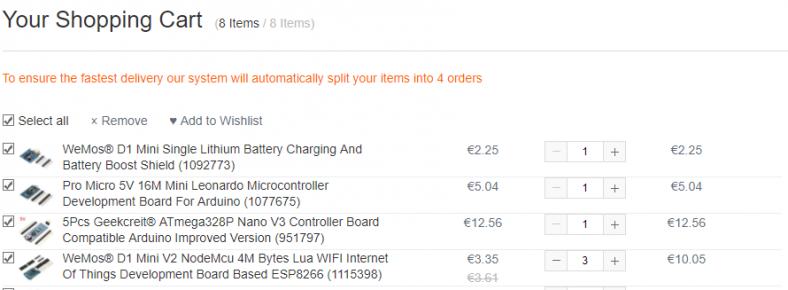 Your Shopping Cart (8 Items / 8 Items)
To ensure the fastest delivery our system will automatically split your items into 4 orders
Select all × Remove ♥ Add to Wishlist
WeMos® D1 Mini Single Lithium Battery Charging And €2.25 − 1 + €2.25
Battery Boost Shield (1092773)
Pro Micro 5V 16M Mini Leonardo Microcontroller €5.04 − 1 + €5.04
Development Board For Arduino (1077675)
5Pcs Geekcreit® ATmega328P Nano V3 Controller Board €12.56 − 1 + €12.56
Compatible Arduino Improved Version (951797)
WeMos® D1 Mini V2 NodeMcu 4M Bytes Lua WIFI Internet €3.35 − 3 + €10.05
Of Things Development Board Based ESP8266 (1115398) €3.61